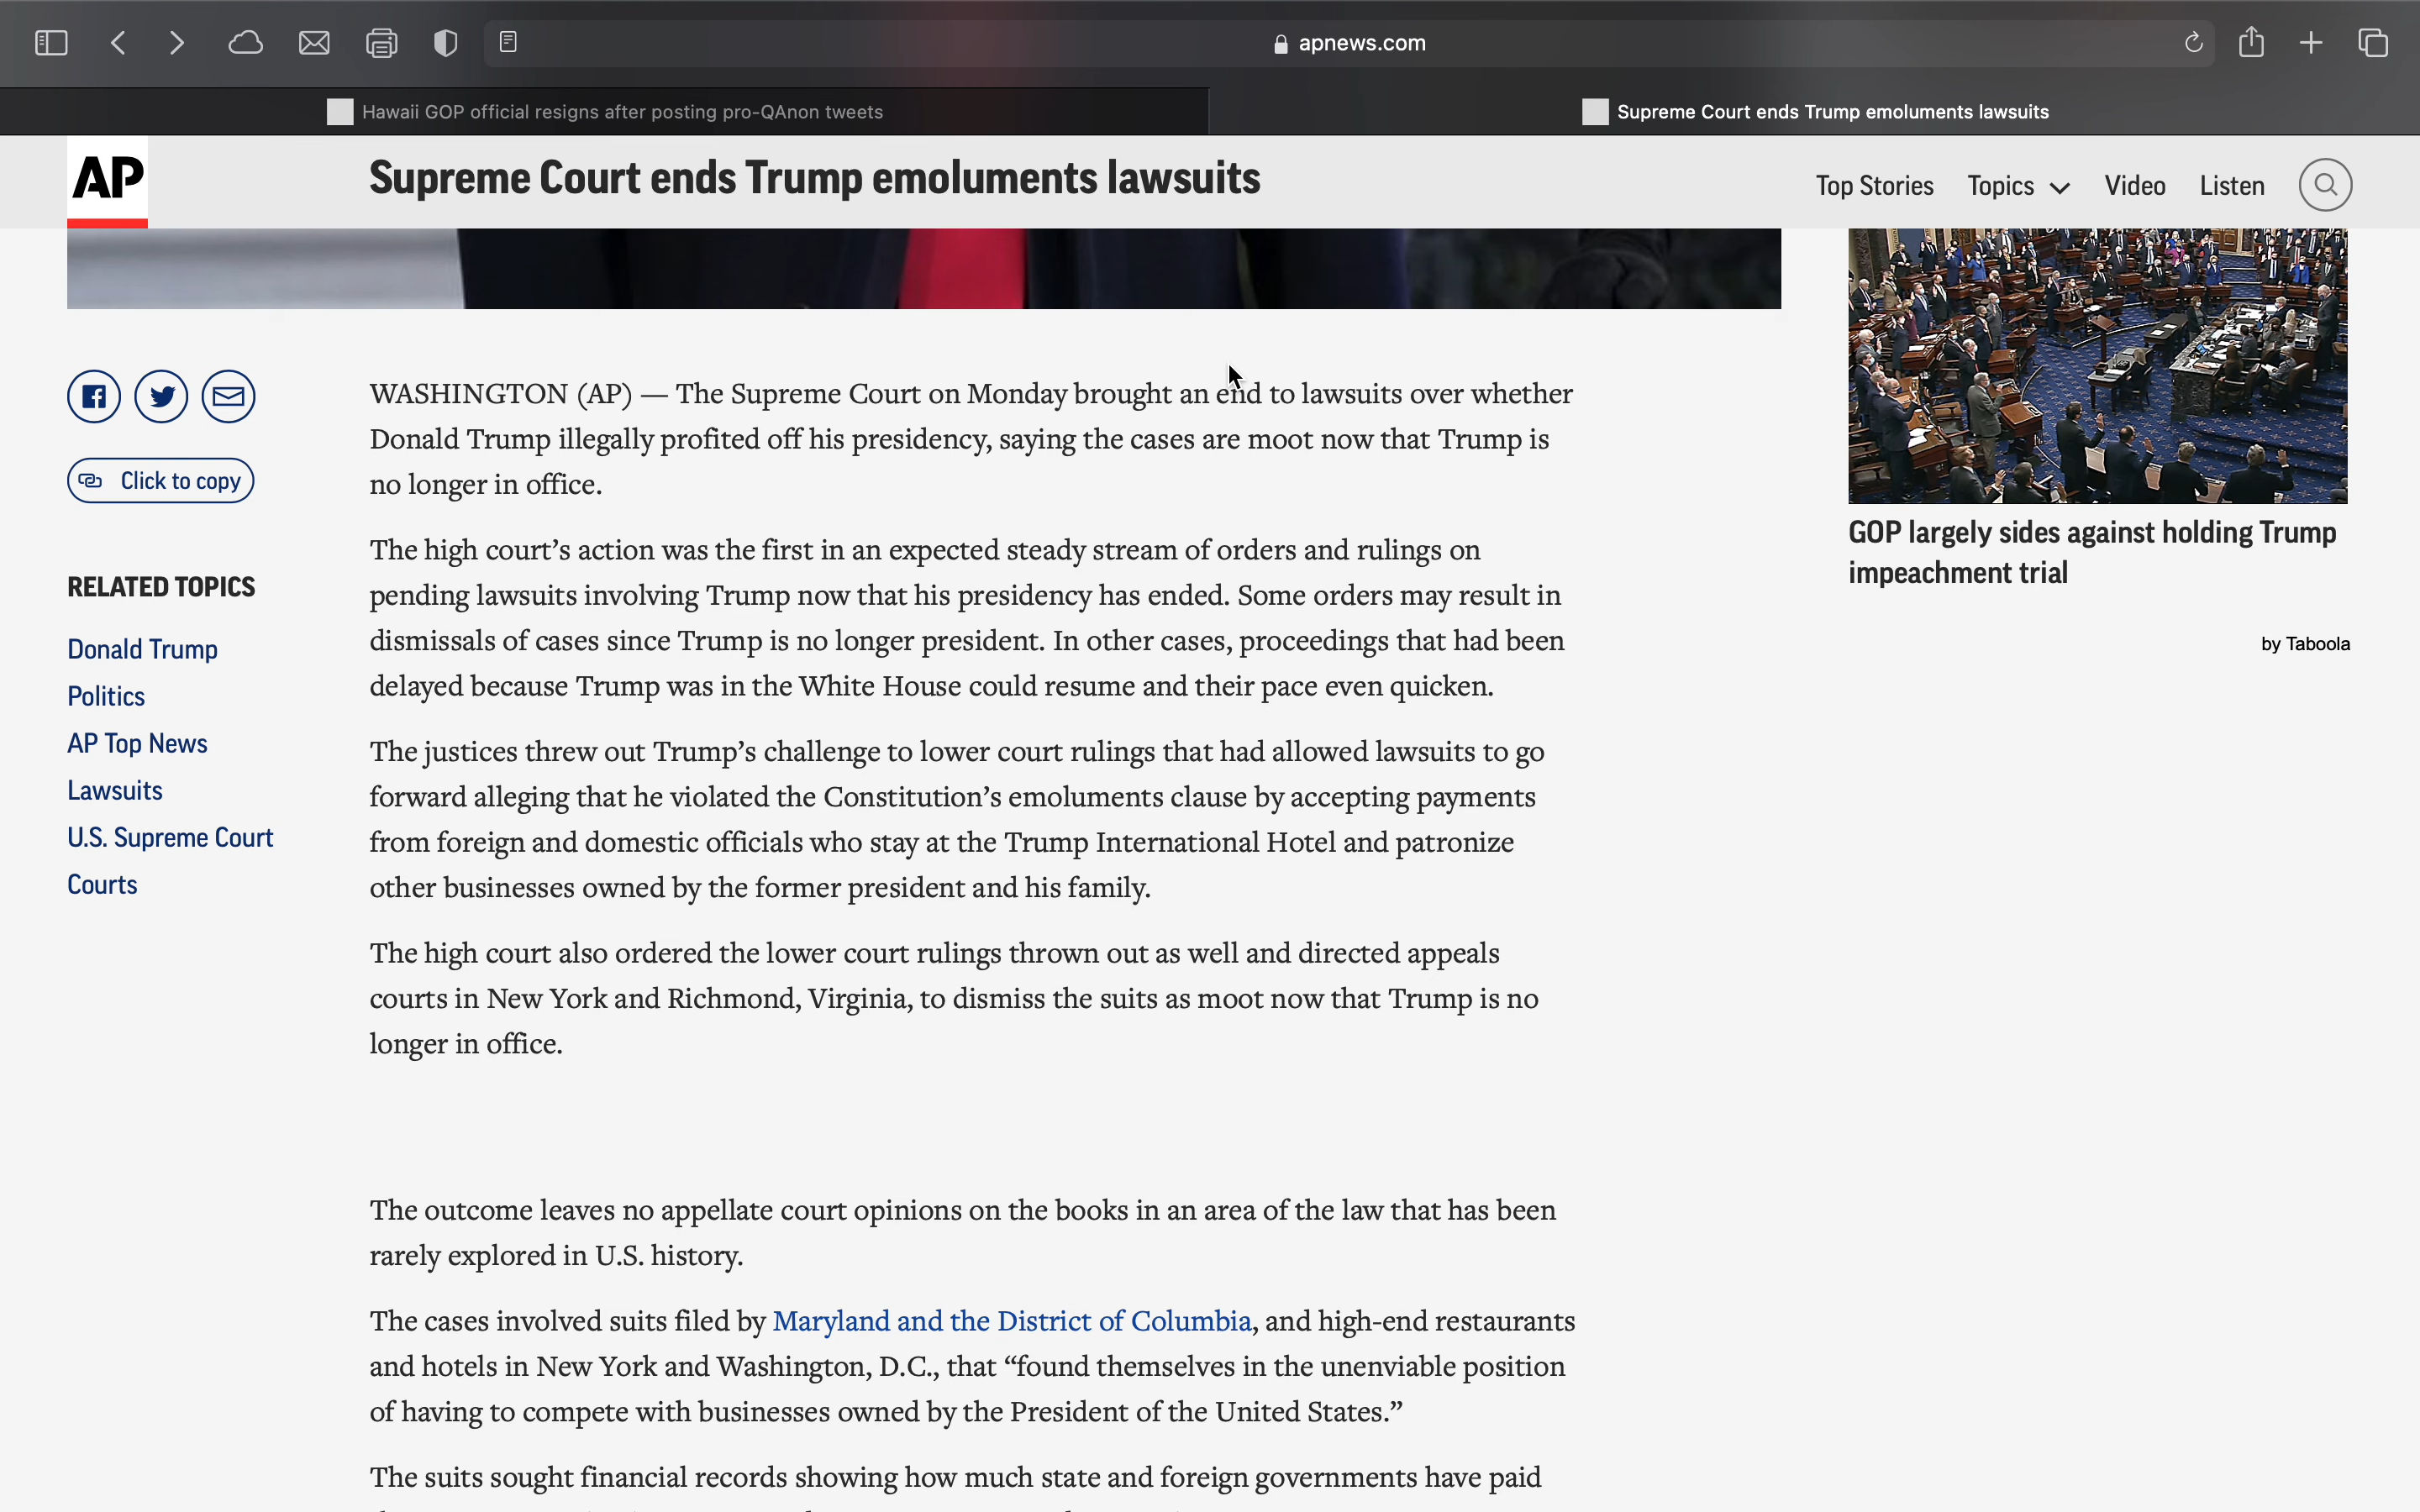 apnews.com
Hawaii GOP official resigns after posting pro-QAnon tweets
Supreme Court ends Trump emoluments lawsuits
AP
Supreme Court ends Trump emoluments lawsuits
Top Stories
Topics
Video
Listen
Click to copy
RELATED TOPICS
Donald Trump
Politics
AP Top News
Lawsuits
U.S. Supreme Court
Courts
WASHINGTON (AP) — The Supreme Court on Monday brought an end to lawsuits over whether
Donald Trump illegally profited off his presidency, saying the cases are moot now that Trump is
no longer in office.
The high court’s action was the first in an expected steady stream of orders and rulings on
pending lawsuits involving Trump now that his presidency has ended. Some orders may result in
dismissals of cases since Trump is no longer president. In other cases, proceedings that had been
delayed because Trump was in the White House could resume and their pace even quicken.
The justices threw out Trump’s challenge to lower court rulings that had allowed lawsuits to go
forward alleging that he violated the Constitution’s emoluments clause by accepting payments
from foreign and domestic officials who stay at the Trump International Hotel and patronize
other businesses owned by the former president and his family.
The high court also ordered the lower court rulings thrown out as well and directed appeals
courts in New York and Richmond, Virginia, to dismiss the suits as moot now that Trump is no
longer in office.
The outcome leaves no appellate court opinions on the books in an area of the law that has been
rarely explored in U.S. history.
The cases involved suits filed by Maryland and the District of Columbia, and high-end restaurants
and hotels in New York and Washington, D.C., that “found themselves in the unenviable position
of having to compete with businesses owned by the President of the United States.”
The suits sought financial records showing how much state and foreign governments have paid
GOP largely sides against holding Trump
impeachment trial
by Taboola